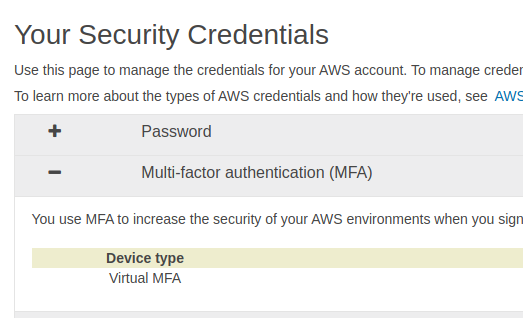 Your Security Credentials
Use this page to manage the credentials for your AWS account. To manage
To learn more about the types of AWS credentials and how they're used, see AWS
Password
Multi-factor authentication (MFA)
You use MFA to increase the security of your AWS environments when you sign
Device type
Virtual MFA